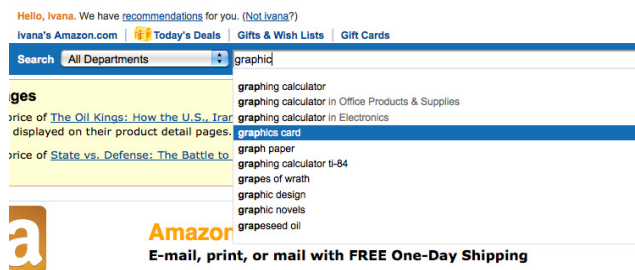 Hello, Ivana. We have recommendations for you. (Not ivana?)
ivana's Amazon.com Today's Deals Gifts & Wish Lists Gift Cards
Search All Departments graphic
graphing calculator
graphing calculator in Office Products & Supplies
graphing calculator in Electronics
graphics card
graph paper
graphing calculator ti-84
grapes of wrath
graphic design
graphic novels
grapeseed oil
ges
price of The Oil Kings: How the U.S., Iran
displayed on their product detail pages.
price of State vs. Defense: The Battle to
a
Amazon
E-mail, print, or mail with FREE One-Day Shipping